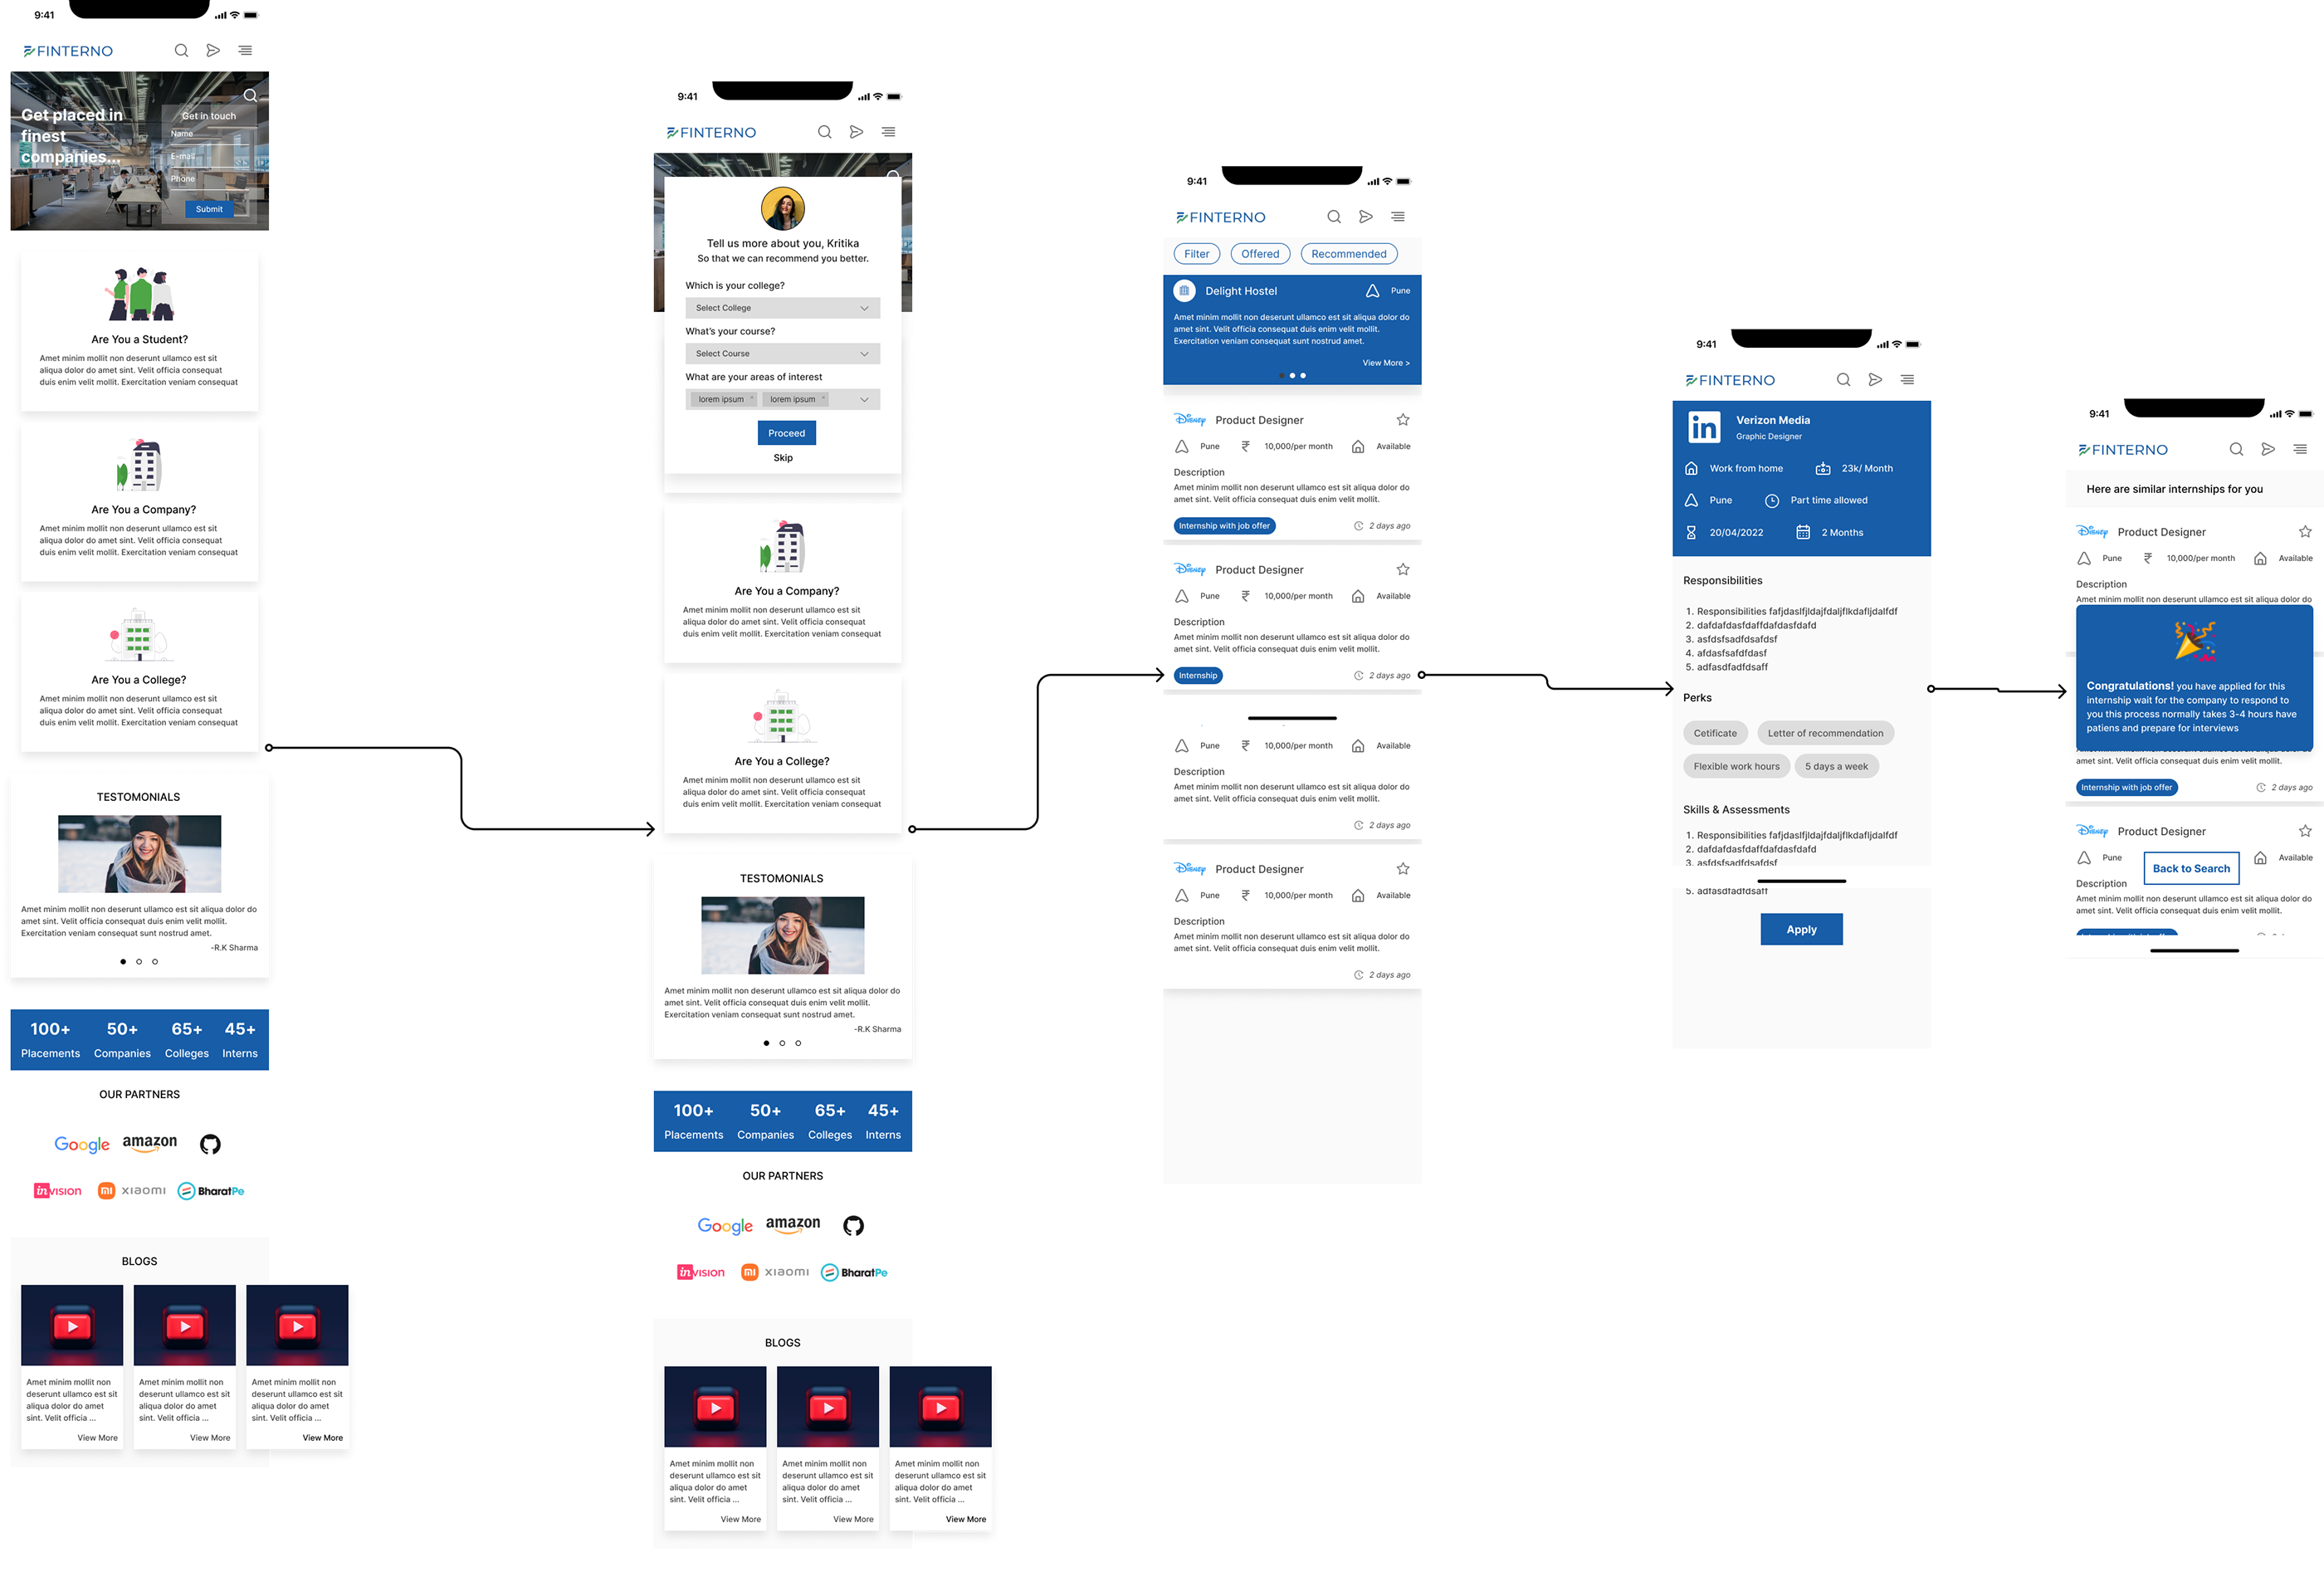 9:41
FINTERNO
Get placed in
finest
companies...
Get in touch
Name
E-mail
Phone
Submit
Are You a Student?
Amet minim mollit non deserunt ullamco est sit
aliqua dolor do amet sint. Velit officia consequat
duis enim velit mollit. Exercitation veniam consequat
Are You a Company?
Amet minim mollit non deserunt ullamco est sit
aliqua dolor do amet sint. Velit officia consequat
duis enim velit mollit. Exercitation veniam consequat
Are You a College?
Amet minim mollit non deserunt ullamco est sit
aliqua dolor do amet sint. Velit officia consequat
duis enim velit mollit. Exercitation veniam consequat
TESTOMONIALS
Amet minim mollit non deserunt ullamco est sit aliqua dolor do
amet sint. Velit officia consequat duis enim velit mollit.
Exercitation veniam consequat sunt nostrud amet.
-R.K Sharma
100+ 50+ 65+ 45+
Placements Companies Colleges Interns
OUR PARTNERS
Google amazon
invision mi xiaomi BharatPe
BLOGS
Amet minim mollit non
deserunt ullamco est sit
aliqua dolor do amet
sint. Velit officia ...
View More
Amet minim mollit non
deserunt ullamco est sit
aliqua dolor do amet
sint. Velit officia ...
View More
Amet minim mollit non
deserunt ullamco est sit
aliqua dolor do amet
sint. Velit officia ...
View More
9:41
FINTERNO
Tell us more about you, Kritika
So that we can recommend you better.
Which is your college?
Select College
What's your course?
Select Course
What are your areas of interest
lorem ipsum × lorem ipsum ×
Proceed
Skip
Are You a Company?
Amet minim mollit non deserunt ullamco est sit
aliqua dolor do amet sint. Velit officia consequat
duis enim velit mollit. Exercitation veniam consequat
Are You a College?
Amet minim mollit non deserunt ullamco est sit
aliqua dolor do amet sint. Velit officia consequat
duis enim velit mollit. Exercitation veniam consequat
TESTOMONIALS
Amet minim mollit non deserunt ullamco est sit aliqua dolor do
amet sint. Velit officia consequat duis enim velit mollit.
Exercitation veniam consequat sunt nostrud amet.
-R.K Sharma
100+ 50+ 65+ 45+
Placements Companies Colleges Interns
OUR PARTNERS
Google amazon
invision mi xiaomi BharatPe
BLOGS
Amet minim mollit non
deserunt ullamco est sit
aliqua dolor do amet
sint. Velit officia ...
View More
Amet minim mollit non
deserunt ullamco est sit
aliqua dolor do amet
sint. Velit officia ...
View More
Amet minim mollit non
deserunt ullamco est sit
aliqua dolor do amet
sint. Velit officia ...
View More
9:41
FINTERNO
Filter Offered Recommended
Delight Hostel Pune
Amet minim mollit non deserunt ullamco est sit aliqua dolor do
amet sint. Velit officia consequat duis enim velit mollit.
Exercitation veniam consequat sunt nostrud amet.
View More >
Disney Product Designer
Pune ₹ 10,000/per month Available
Description
Amet minim mollit non deserunt ullamco est sit aliqua dolor do
amet sint. Velit officia consequat duis enim velit mollit.
Internship with job offer 2 days ago
Disney Product Designer
Pune ₹ 10,000/per month Available
Description
Amet minim mollit non deserunt ullamco est sit aliqua dolor do
amet sint. Velit officia consequat duis enim velit mollit.
Internship 2 days ago
Pune ₹ 10,000/per month Available
Description
Amet minim mollit non deserunt ullamco est sit aliqua dolor do
amet sint. Velit officia consequat duis enim velit mollit.
2 days ago
Disney Product Designer
Pune ₹ 10,000/per month Available
Description
Amet minim mollit non deserunt ullamco est sit aliqua dolor do
amet sint. Velit officia consequat duis enim velit mollit.
2 days ago
9:41
FINTERNO
in Verizon Media
Graphic Designer
Work from home 23k/ Month
Pune Part time allowed
20/04/2022 2 Months
Responsibilities
1. Responsibilities fafjdaslfjldajfdaljflkdafljdalfdf
2. dafdafdasfdaffdafdasfdafd
3. asfdsfsadfdsafdsf
4. afdasfsafdfdasf
5. adfasdfadfdsaff
Perks
Cetificate Letter of recommendation
Flexible work hours 5 days a week
Skills & Assessments
1. Responsibilities fafjdaslfjldajfdaljflkdafljdalfdf
2. dafdafdasfdaffdafdasfdafd
3. asfdsfsadfdsafdsf
5. adfasdfadfdsaff
Apply
9:41
FINTERNO
Here are similar internships for you
Disney Product Designer
Pune ₹ 10,000/per month Available
Description
Amet minim mollit non deserunt ullamco est sit aliqua dolor do
Congratulations! you have applied for this
internship wait for the company to respond to
you this process normally takes 3-4 hours have
patiens and prepare for interviews
amet sint. Velit officia consequat duis enim velit mollit.
Internship with job offer 2 days ago
Disney Product Designer
Pune Available
Back to Search
Description
Amet minim mollit non deserunt ullamco est sit aliqua dolor do
amet sint. Velit officia consequat duis enim velit mollit.